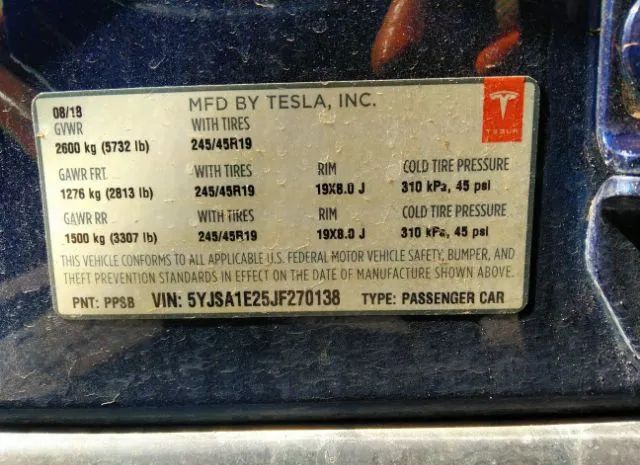 08/18 MFD BY TESLA, INC.
TESLA
GVWR WITH TIRES
2600 kg (5732 lb) 245/45R19
GAWR FRT. WITH TIRES RIM COLD TIRE PRESSURE
1276 kg (2813 lb) 245/45R19 19X8.0 J 310 kPa, 45 psi
GAWR RR WITH TIRES RIM COLD TIRE PRESSURE
1500 kg (3307 lb) 245/45R19 19X8.0 J 310 kPa, 45 psi
THIS VEHICLE CONFORMS TO ALL APPLICABLE U.S. FEDERAL MOTOR VEHICLE SAFETY, BUMPER, AND
THEFT PREVENTION STANDARDS IN EFFECT ON THE DATE OF MANUFACTURE SHOWN ABOVE.
PNT: PPSB VIN: 5YJSA1E25JF270138 TYPE: PASSENGER CAR